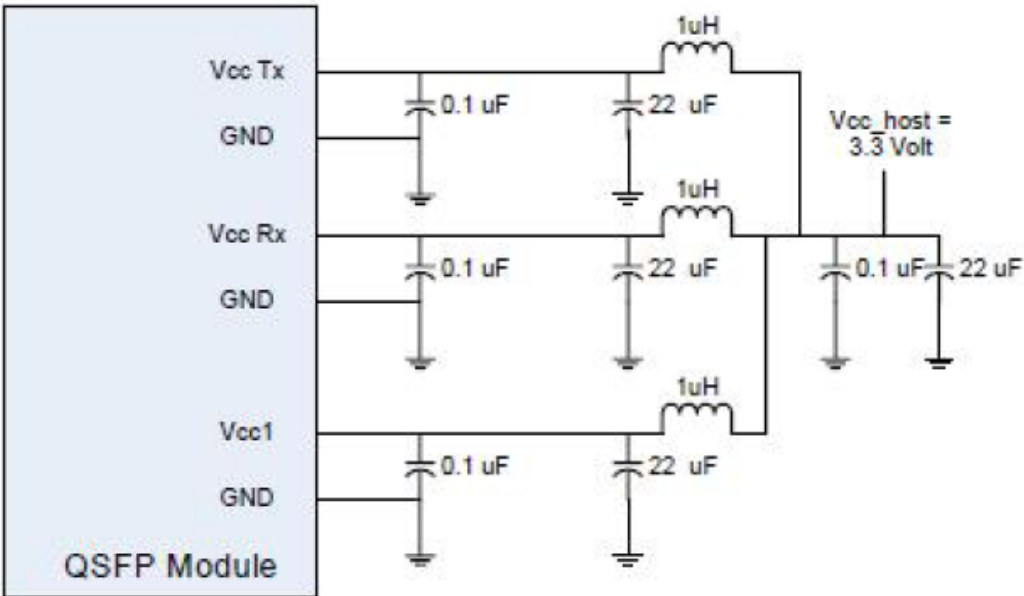 1uH
Vcc Tx
0.1 uF
22 uF
GND
Vcc_host =
3.3 Volt
1uH
Vcc Rx
0.1 uF
22 uF
0.1 uF
22 uF
GND
1uH
Vcc1
0.1 uF
22 uF
GND
QSFP Module